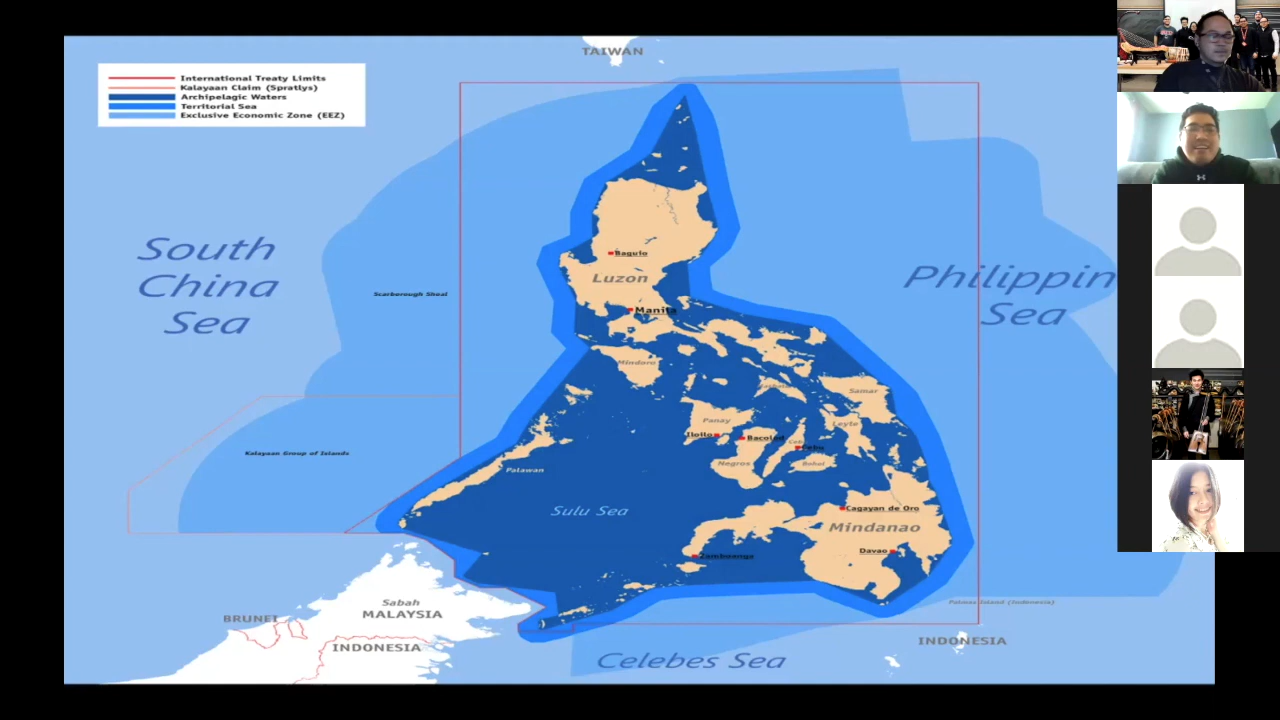 TAIWAN
International Treaty Limits
Kalayaan Claim (Spratlys)
Archipelagic Waters
Territorial Sea
Exclusive Economic Zone (EEZ)
South
China
Sea
Philippin
Sea
Baguio
Luzon
Scarborough Shoal
Manila
Mindoro
Samar
Panay
Leyte
Iloilo
Bacolod
Cebu
Cebu
Negros
Bohol
Kalayaan Group of Islands
Palawan
Sulu Sea
Cagayan de Oro
Mindanao
Davao
Zamboanga
Sabah
MALAYSIA
BRUNEI
INDONESIA
Palmas Island (Indonesia)
INDONESIA
Celebes Sea